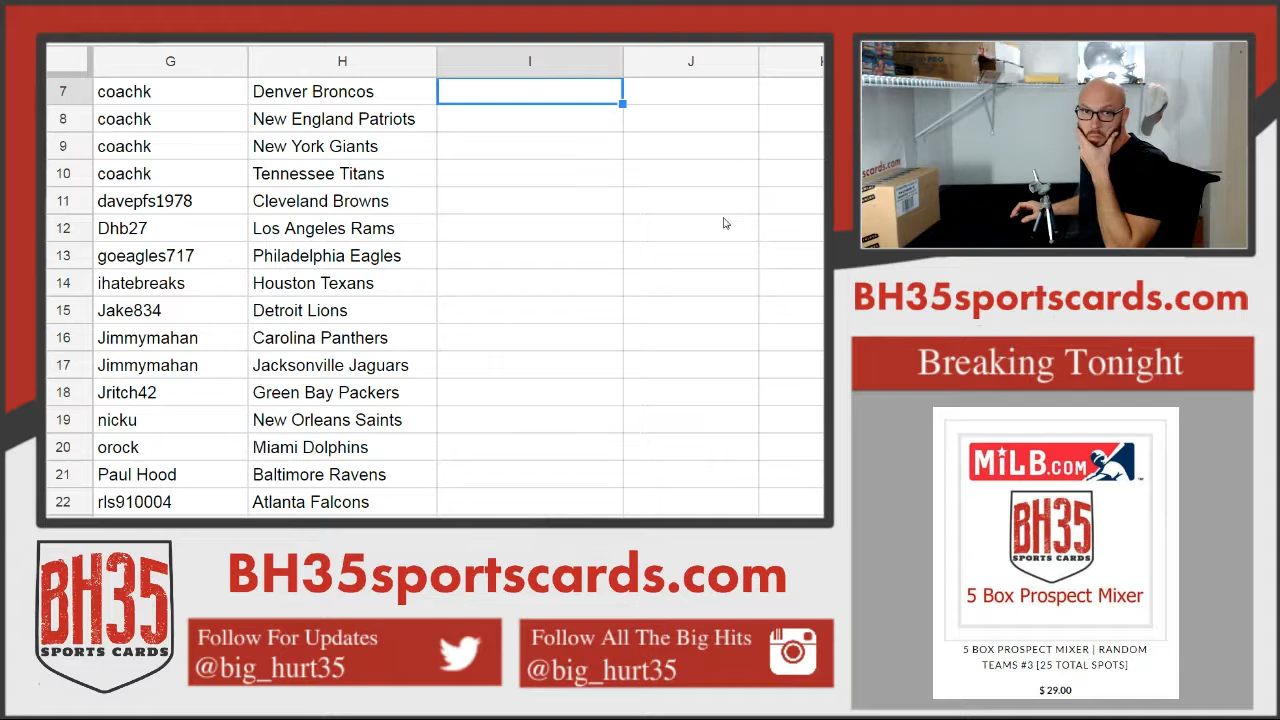 G H I J
7 coachk Denver Broncos
8 coachk New England Patriots
9 coachk New York Giants
10 coachk Tennessee Titans
11 davepfs1978 Cleveland Browns
12 Dhb27 Los Angeles Rams
13 goeagles717 Philadelphia Eagles
14 ihatebreaks Houston Texans
15 Jake834 Detroit Lions
16 Jimmymahan Carolina Panthers
17 Jimmymahan Jacksonville Jaguars
18 Jritch42 Green Bay Packers
19 nicku New Orleans Saints
20 orock Miami Dolphins
21 Paul Hood Baltimore Ravens
22 rls910004 Atlanta Falcons
BH35
SPORTS CARDS
BH35sportscards.com
Follow For Updates
@big_hurt35
Follow All The Big Hits
@big_hurt35
BH35sportscards.com
Breaking Tonight
MiLB.COM
BH35
SPORTS CARDS
5 Box Prospect Mixer
5 BOX PROSPECT MIXER | RANDOM
TEAMS #3 [25 TOTAL SPOTS]
$ 29.00